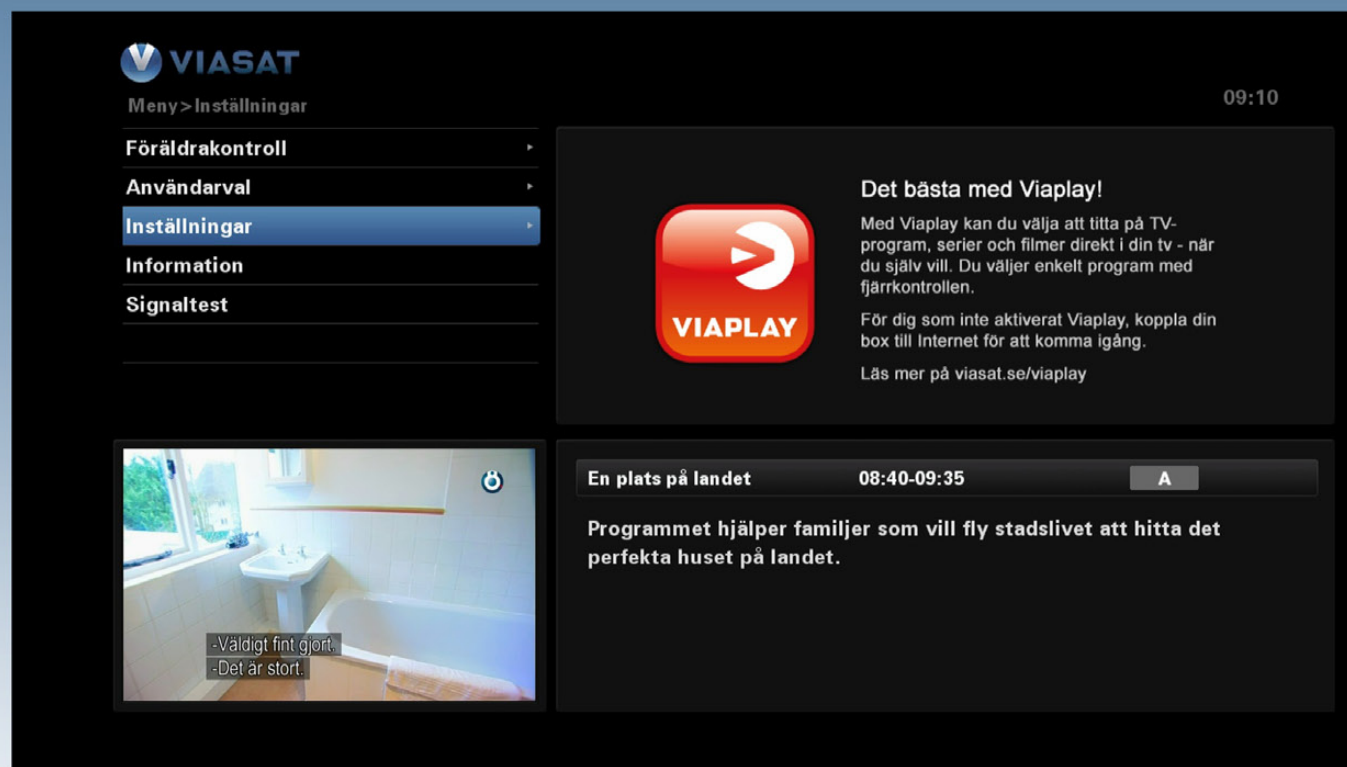 VIASAT
Meny>Inställningar
09:10
Föräldrakontroll
Användarval
Inställningar
Information
Signaltest
VIAPLAY
Det bästa med Viaplay!
Med Viaplay kan du välja att titta på TV-
program, serier och filmer direkt i din tv - när
du själv vill. Du väljer enkelt program med
fjärrkontrollen.
För dig som inte aktiverat Viaplay, koppla din
box till Internet för att komma igång.
Läs mer på viasat.se/viaplay
-Väldigt fint gjort.
-Det är stort.
En plats på landet 08:40-09:35 A
Programmet hjälper familjer som vill fly stadslivet att hitta det
perfekta huset på landet.